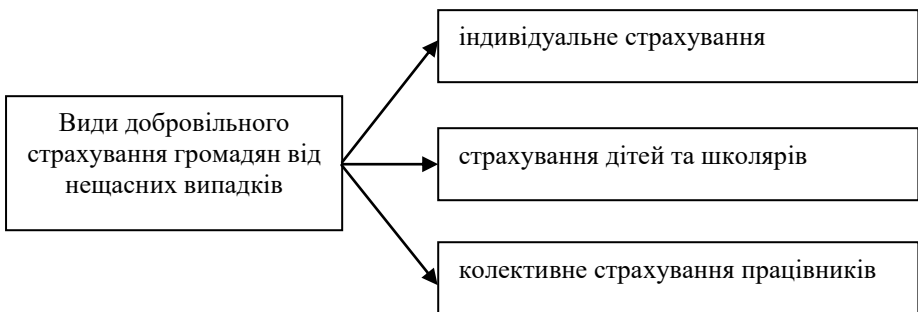 Види добровільного
страхування громадян від
нещасних випадків
індивідуальне страхування
страхування дітей та школярів
колективне страхування працівників